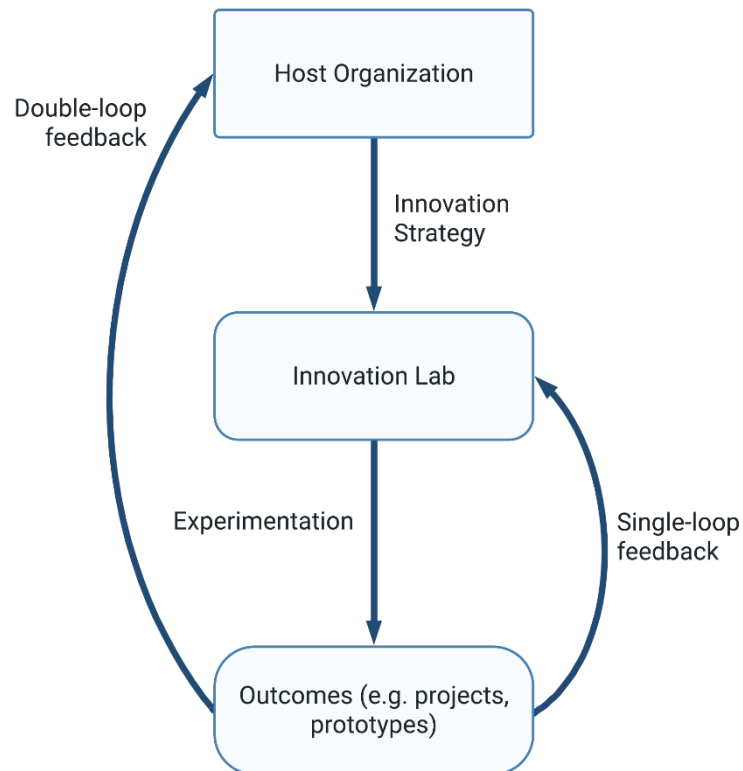 Host Organization
Double-loop
feedback
Innovation
Strategy
Innovation Lab
Experimentation
Single-loop
feedback
Outcomes (e.g. projects,
prototypes)